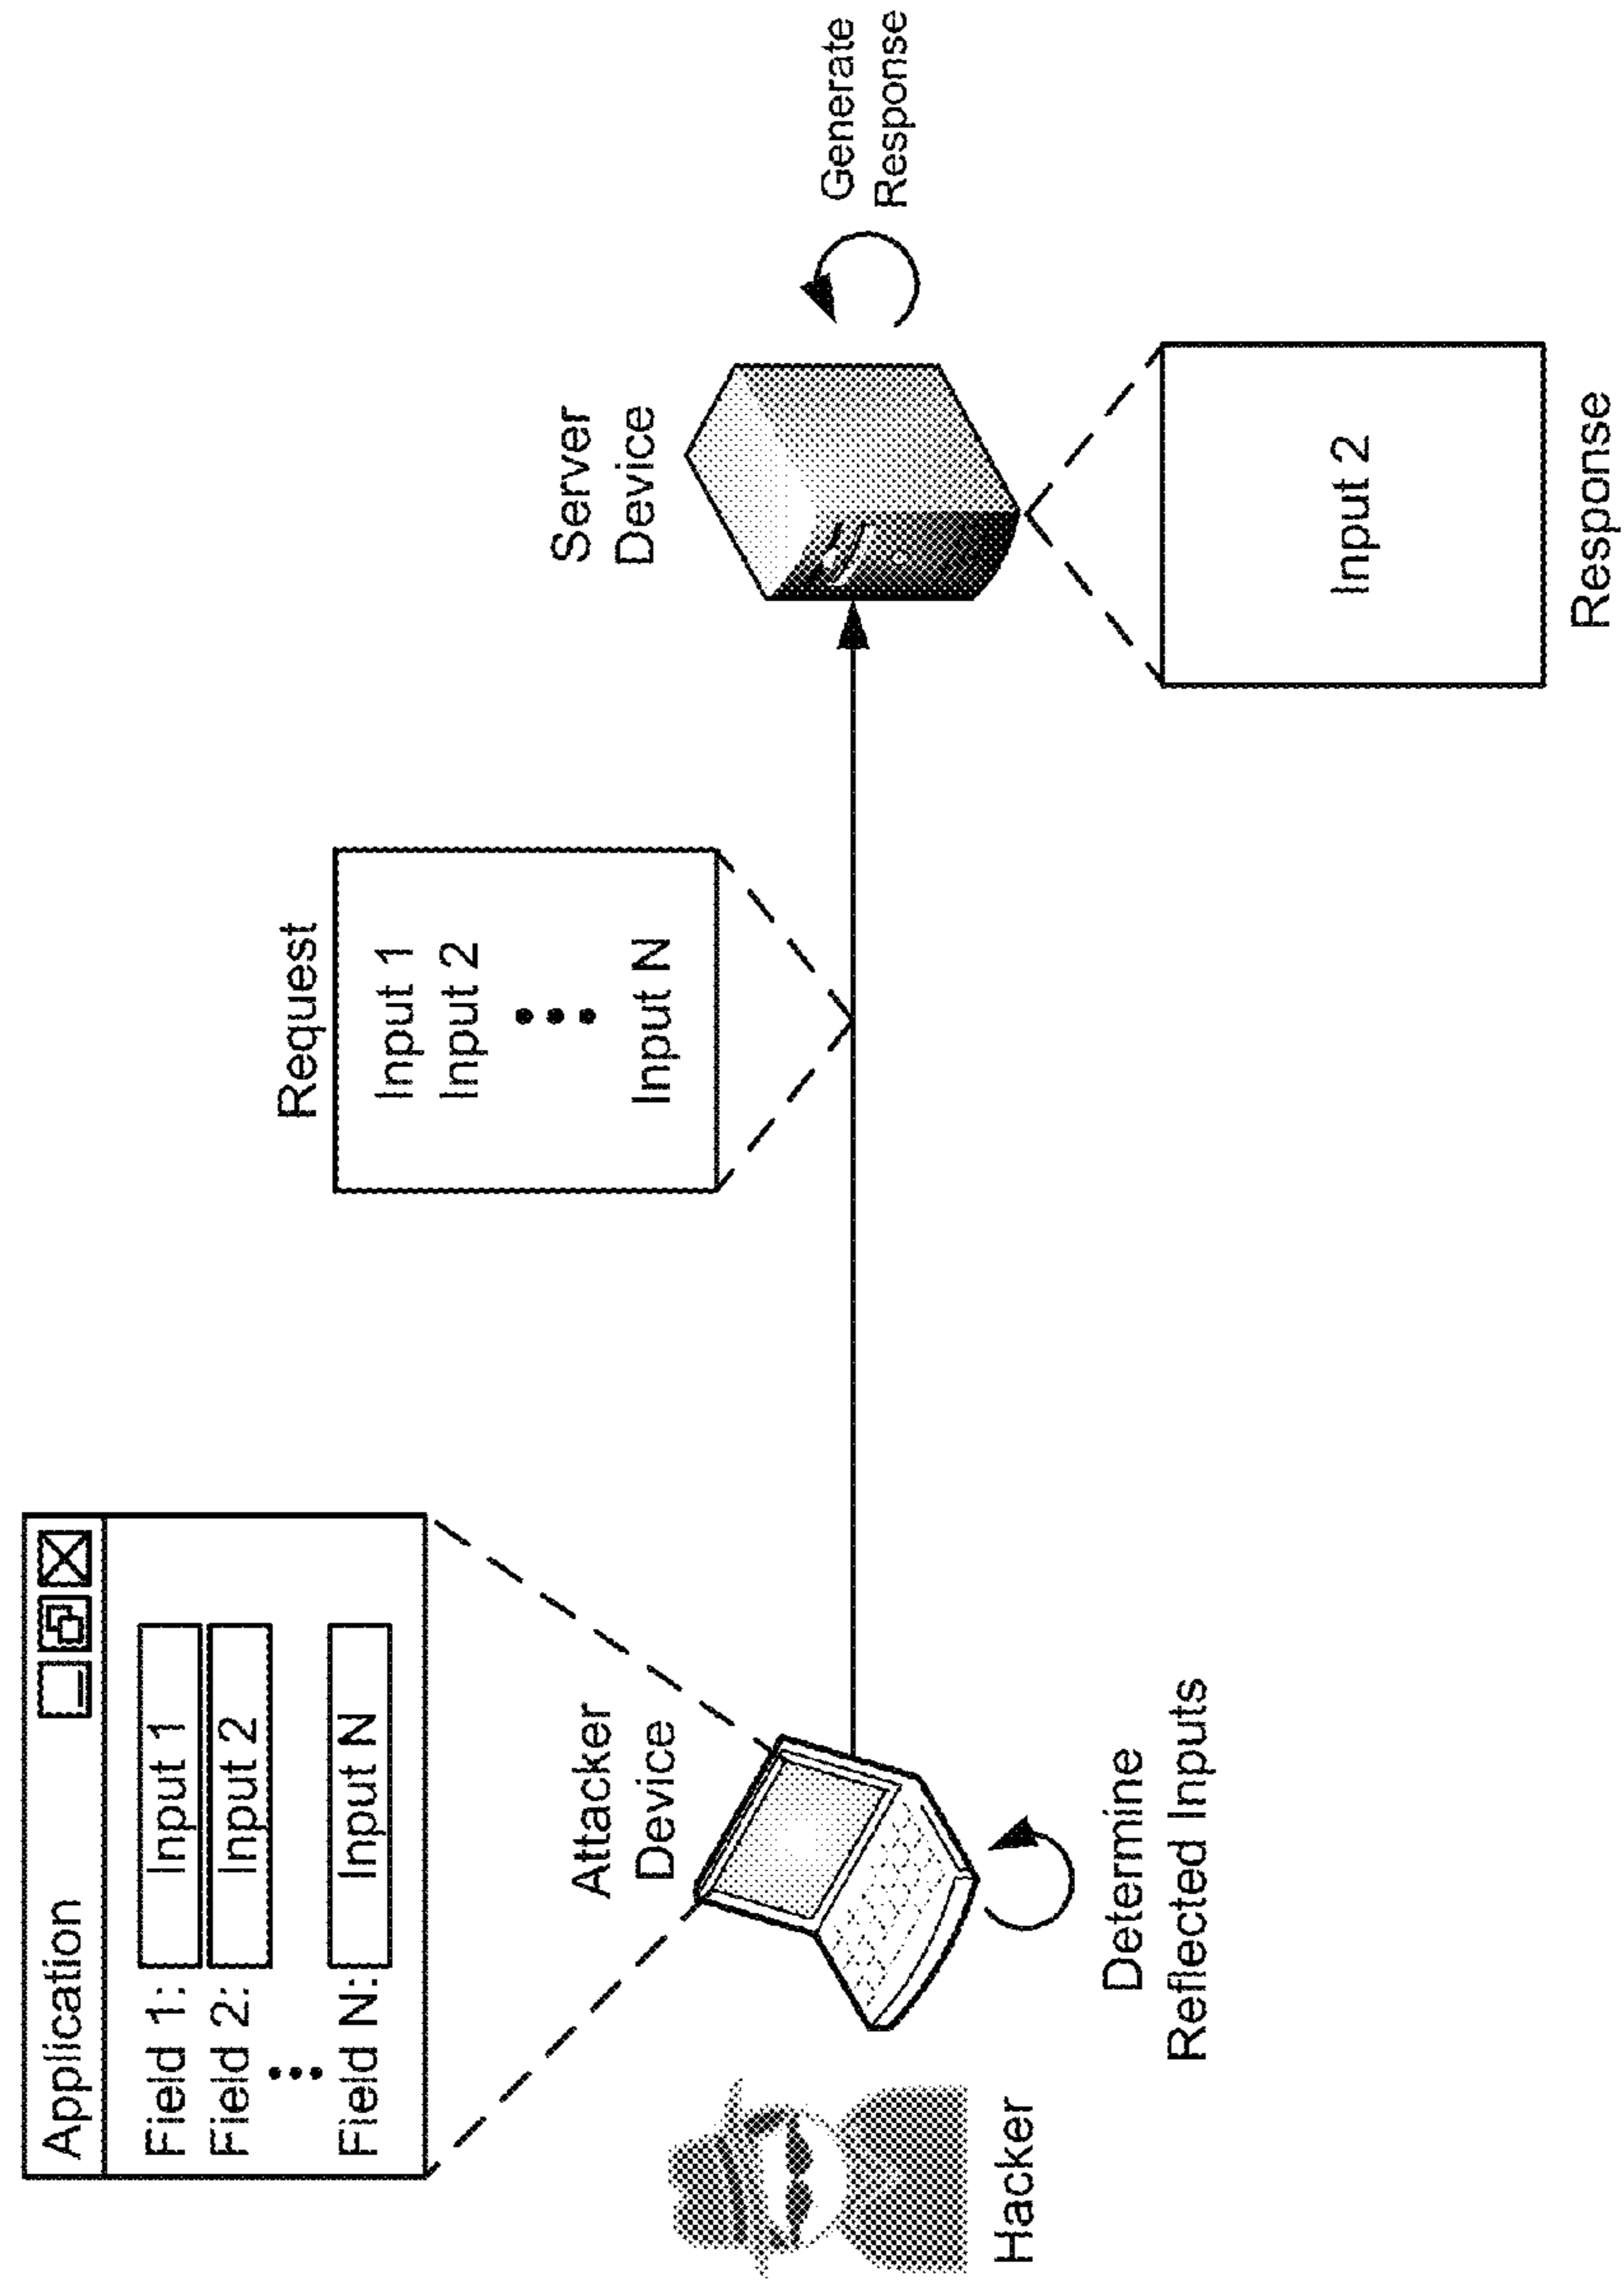 Application
Field 1: Input 1
Field 2: Input 2
Field N: Input N
Request
Input 1
Input 2
Input N
Attacker
Device
Server
Device
Generate
Response
Hacker
Determine
Reflected Inputs
Input 2
Response